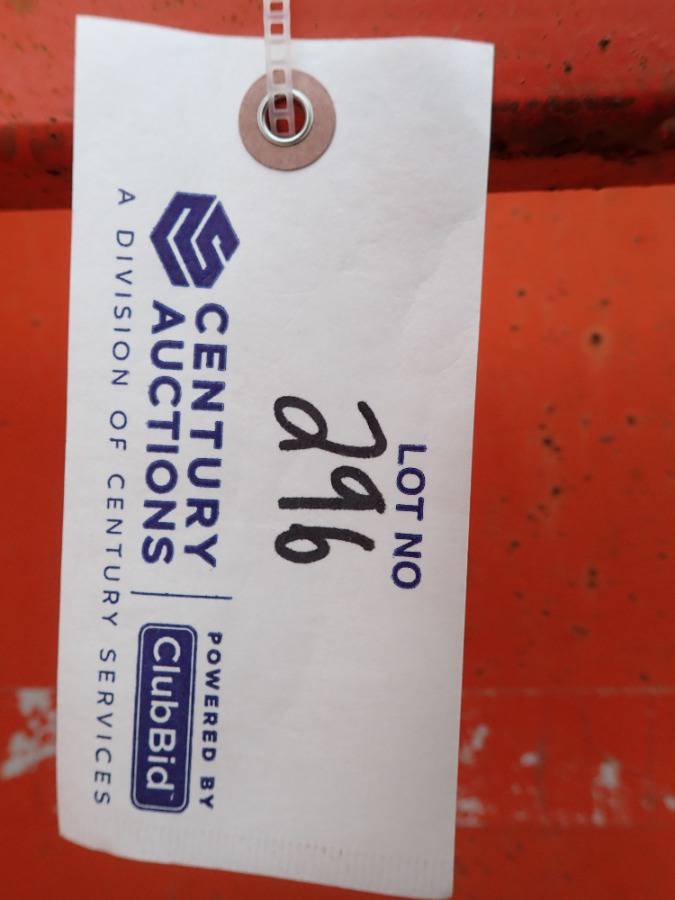 LOT NO
296
CENTURY
AUCTIONS
A DIVISION OF CENTURY SERVICES
POWERED BY
ClubBid